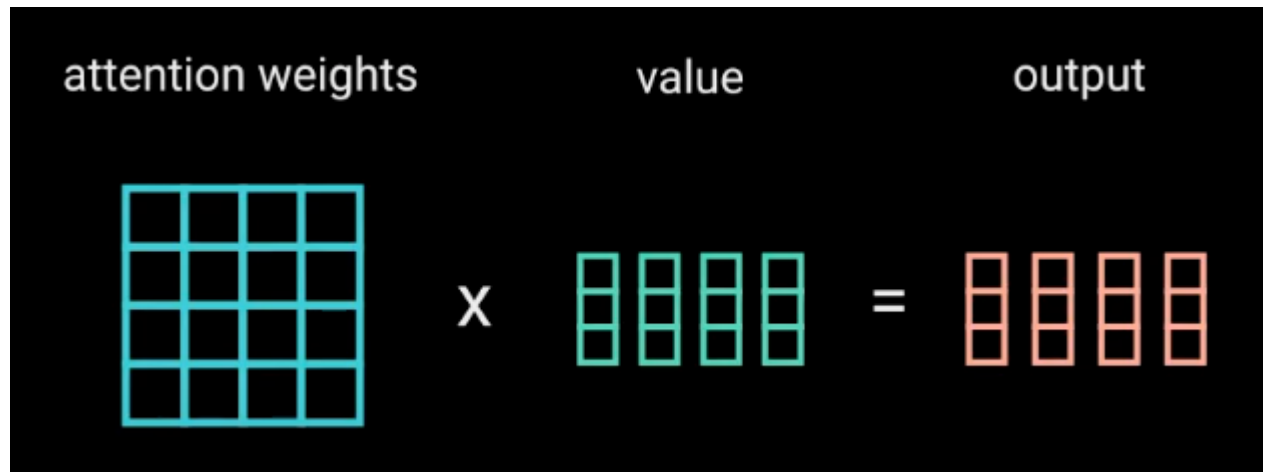 attention weights
value
output
x
=